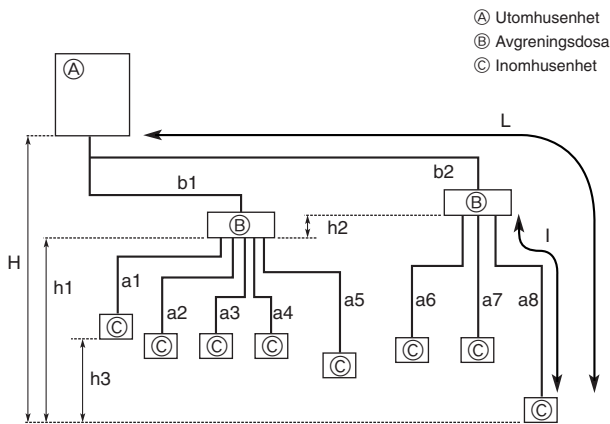 Ⓐ Utomhusenhet
Ⓑ Avgreningsdosa
Ⓒ Inomhusenhet
Ⓐ
L
b1
b2
Ⓑ
Ⓑ
h2
H
h1
l
a1
a2
a3
a4
a5
a6
a7
a8
Ⓒ
Ⓒ
Ⓒ
Ⓒ
Ⓒ
Ⓒ
Ⓒ
h3
Ⓒ